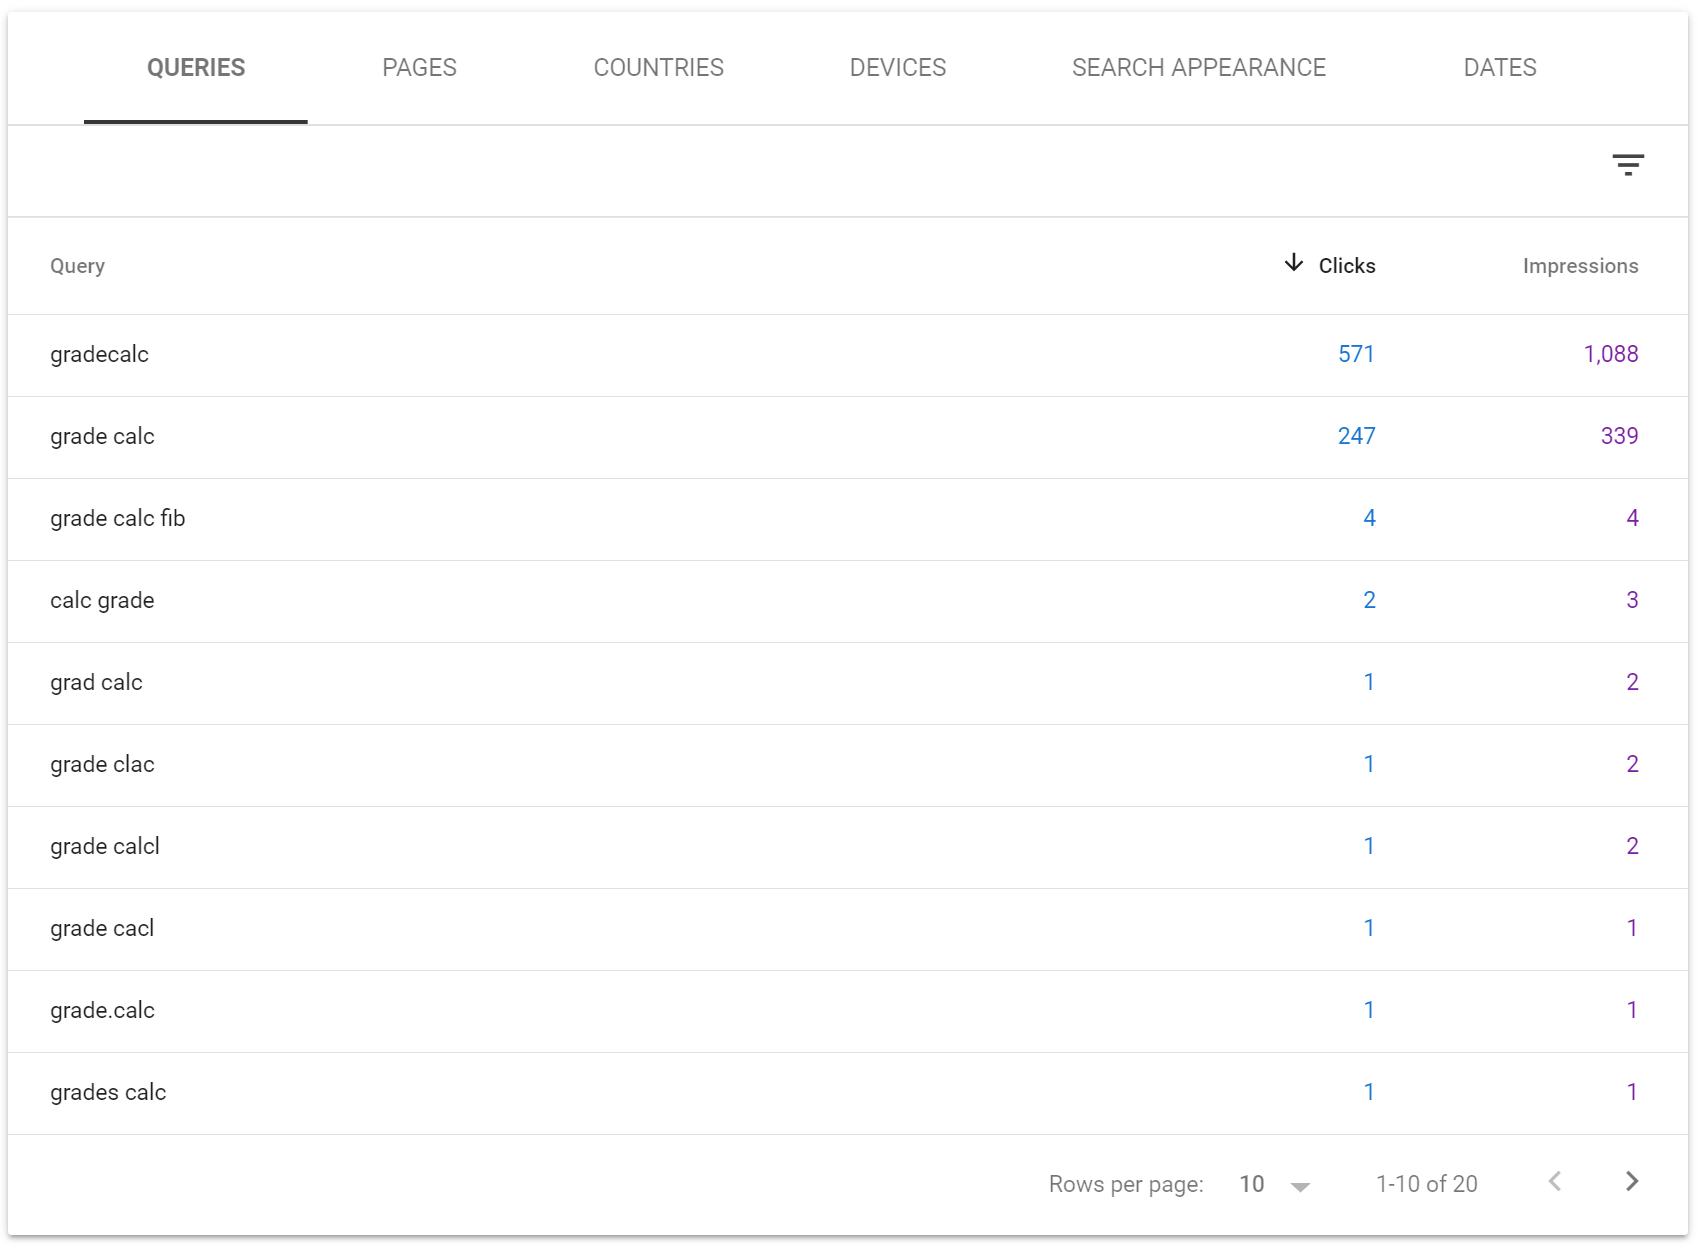 QUERIES PAGES COUNTRIES DEVICES SEARCH APPEARANCE DATES
Query Clicks Impressions
gradecalc 571 1,088
grade calc 247 339
grade calc fib 4 4
calc grade 2 3
grad calc 1 2
grade clac 1 2
grade calcl 1 2
grade cacl 1 1
grade.calc 1 1
grades calc 1 1
Rows per page: 10 1-10 of 20